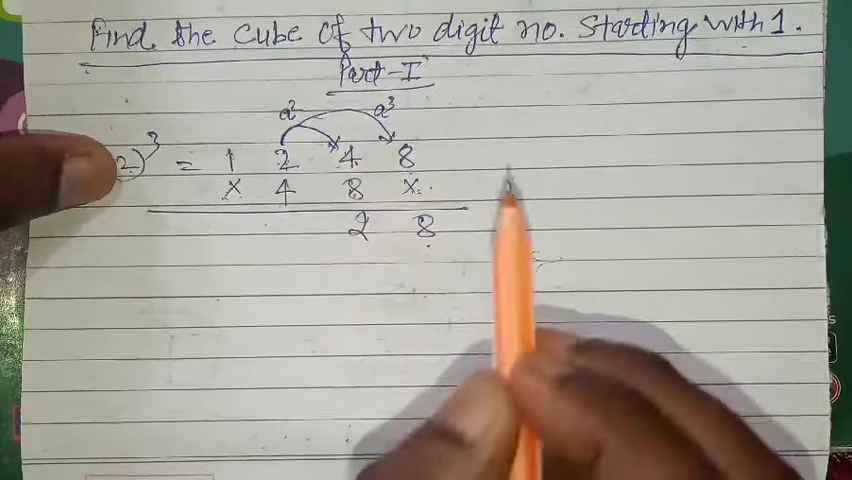 Find. the cube of two digit no. Starting with 1.
Part-I
a² a³
2)³ = 1 2 4 8
x 4 8 x.
2 8